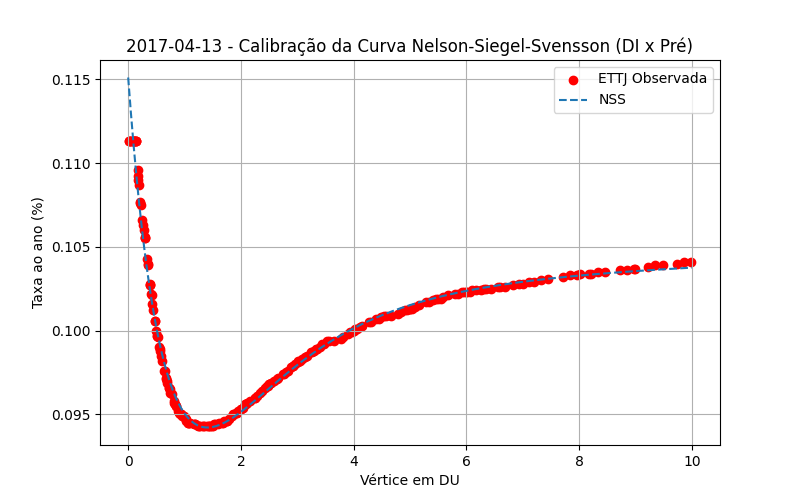 2017-04-13 - Calibração da Curva Nelson-Siegel-Svensson (DI x Pré)
ETTJ Observada
NSS
Taxa ao ano (%)
0.115
0.110
0.105
0.100
0.095
0 2 4 6 8 10
Vértice em DU